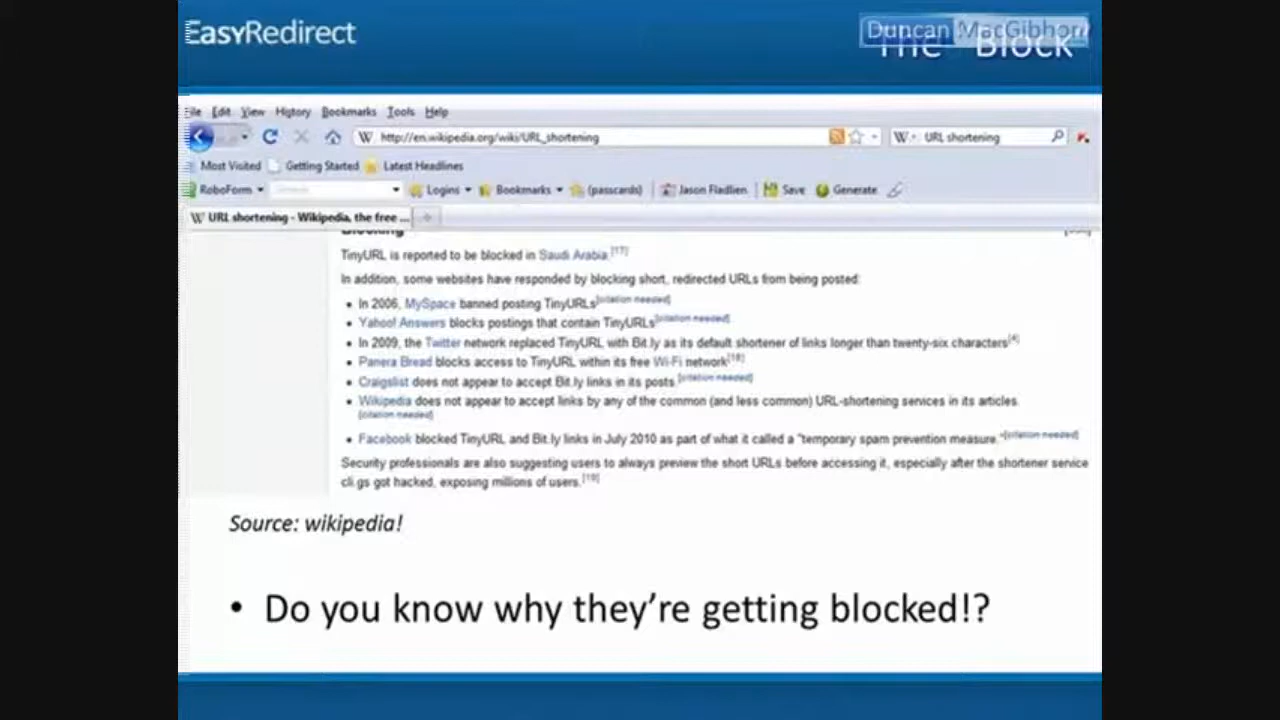 EasyRedirect
Duncan MacGibbon
The Block
File Edit View History Bookmarks Tools Help
http://en.wikipedia.org/wiki/URL_shortening
W URL shortening
Most Visited Getting Started Latest Headlines
RoboForm Logins Bookmarks (passcards) Jason Fladlien Save Generate
W URL shortening - Wikipedia, the free ...
Blocking
TinyURL is reported to be blocked in Saudi Arabia.[17]
In addition, some websites have responded by blocking short, redirected URLs from being posted:
• In 2006, MySpace banned posting TinyURLs[citation needed]
• Yahoo! Answers blocks postings that contain TinyURLs[citation needed]
• In 2009, the Twitter network replaced TinyURL with Bit.ly as its default shortener of links longer than twenty-six characters[4]
• Panera Bread blocks access to TinyURL within its free Wi-Fi network[18]
• Craigslist does not appear to accept Bit.ly links in its posts.[citation needed]
• Wikipedia does not appear to accept links by any of the common (and less common) URL-shortening services in its articles.
[citation needed]
• Facebook blocked TinyURL and Bit.ly links in July 2010 as part of what it called a "temporary spam prevention measure."[citation needed]
Security professionals are also suggesting users to always preview the short URLs before accessing it, especially after the shortener service
cli.gs got hacked, exposing millions of users.[19]
Source: wikipedia!
• Do you know why they're getting blocked!?